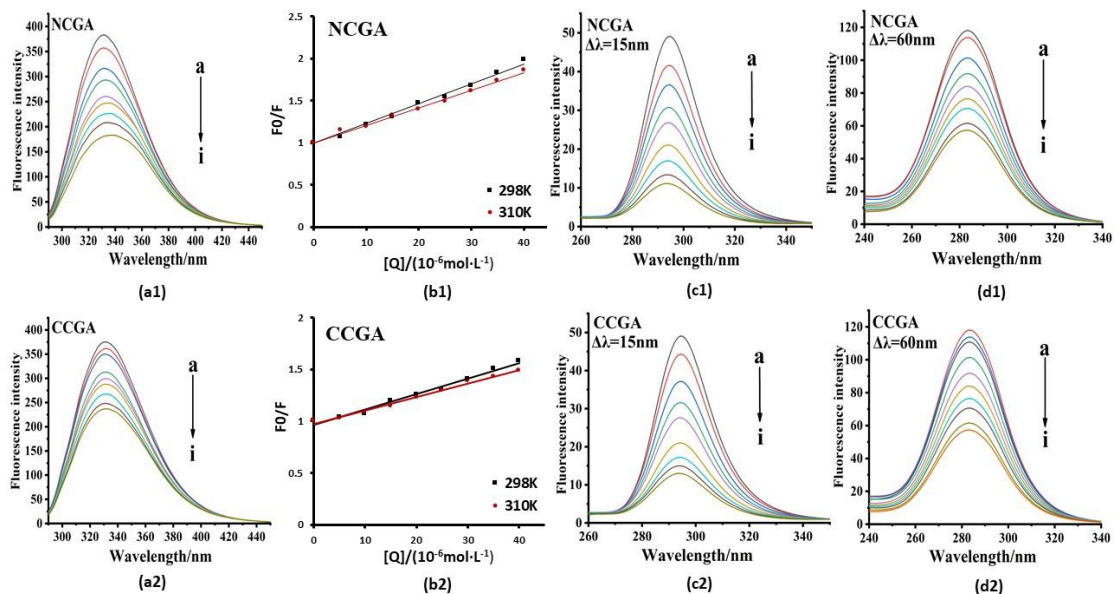 NCGA
Fluorescence intensity
400
350
300
250
200
150
100
50
0
a
i
290 300 320 340 360 380 400 420 440
Wavelength/nm
(a1)
NCGA
F0/F
2.5
2
1.5
1
0.5
0
298K
310K
0 10 20 30 40
[Q]/(10⁻⁶mol·L⁻¹)
(b1)
NCGA
Δλ=15nm
Fluorescence intensity
50
40
30
20
10
0
a
i
260 280 300 320 340
Wavelength/nm
(c1)
NCGA
Δλ=60nm
Fluorescence intensity
120
100
80
60
40
20
0
a
i
240 260 280 300 320 340
Wavelength/nm
(d1)
CCGA
Fluorescence intensity
400
350
300
250
200
150
100
50
0
a
i
290 300 320 340 360 380 400 420 440
Wavelength/nm
(a2)
CCGA
F0/F
2
1.5
1
0.5
0
298K
310K
0 10 20 30 40
[Q]/(10⁻⁶mol·L⁻¹)
(b2)
CCGA
Δλ=15nm
Fluorescence intensity
50
40
30
20
10
0
a
i
260 280 300 320 340
Wavelength/nm
(c2)
CCGA
Δλ=60nm
Fluorescence intensity
120
100
80
60
40
20
0
a
i
240 260 280 300 320 340
Wavelength/nm
(d2)